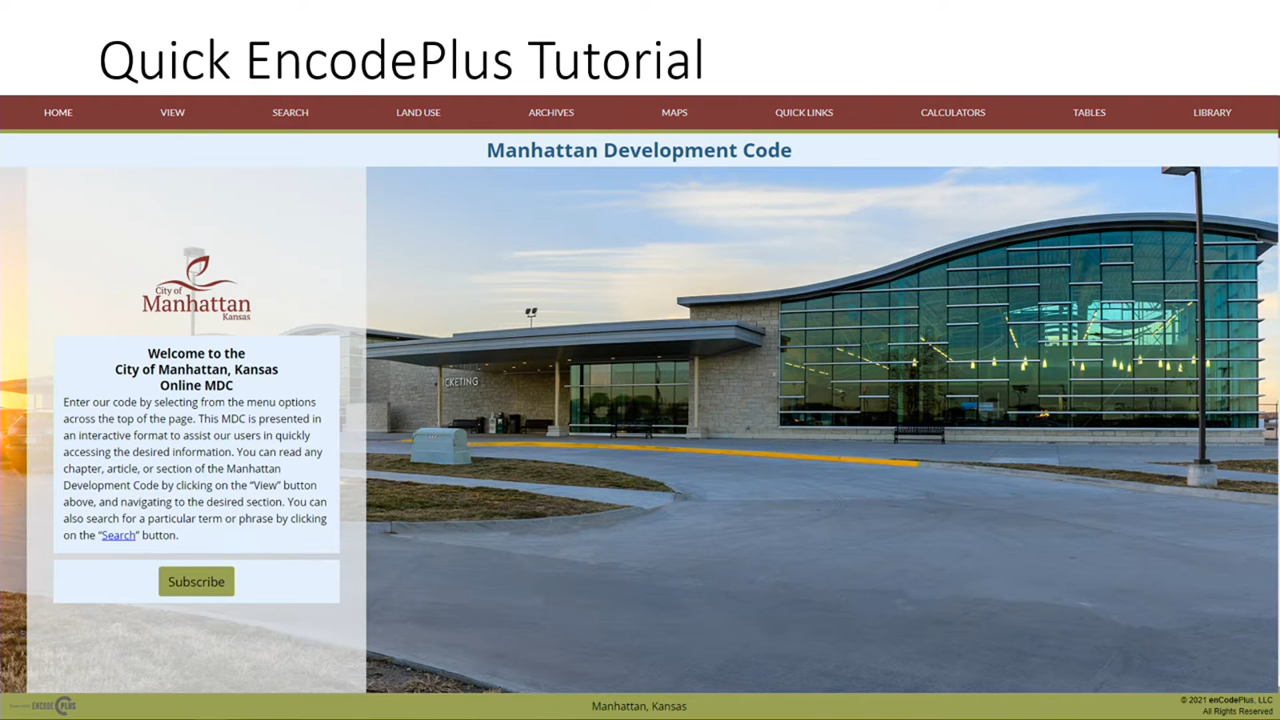 Quick EncodePlus Tutorial
HOME VIEW SEARCH LAND USE ARCHIVES MAPS QUICK LINKS CALCULATORS TABLES LIBRARY
Manhattan Development Code
City of
Manhattan
Kansas
Welcome to the
City of Manhattan, Kansas
Online MDC
Enter our code by selecting from the menu options
across the top of the page. This MDC is presented in
an interactive format to assist our users in quickly
accessing the desired information. You can read any
chapter, article, or section of the Manhattan
Development Code by clicking on the “View” button
above, and navigating to the desired section. You can
also search for a particular term or phrase by clicking
on the “Search” button.
Subscribe
ENCODE PLUS
Manhattan, Kansas
© 2021 enCodePlus, LLC
All Rights Reserved